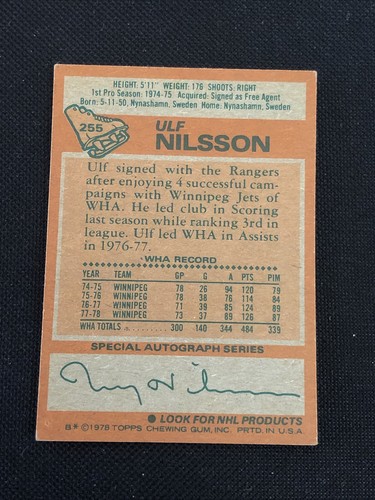 HEIGHT: 5'11" WEIGHT: 176 SHOOTS: RIGHT
1st Pro Season: 1974-75 Acquired: Signed as Free Agent
Born: 5-11-50, Nynashamn, Sweden Home: Nynashamn, Sweden
255
ULF
NILSSON
Ulf signed with the Rangers
after enjoying 4 successful cam-
paigns with Winnipeg Jets of
WHA. He led club in Scoring
last season while ranking 3rd in
league. Ulf led WHA in Assists
in 1976-77.
WHA RECORD
YEAR TEAM GP G A PTS PIM
74-75 WINNIPEG 78 26 94 120 79
75-76 WINNIPEG 78 38 76 114 84
76-77 WINNIPEG 71 39 85 124 89
77-78 WINNIPEG 73 37 89 126 87
WHA TOTALS 300 140 344 484 339
SPECIAL AUTOGRAPH SERIES
LOOK FOR NHL PRODUCTS
B* ©1978 TOPPS CHEWING GUM, INC. PRTD. IN U.S.A.